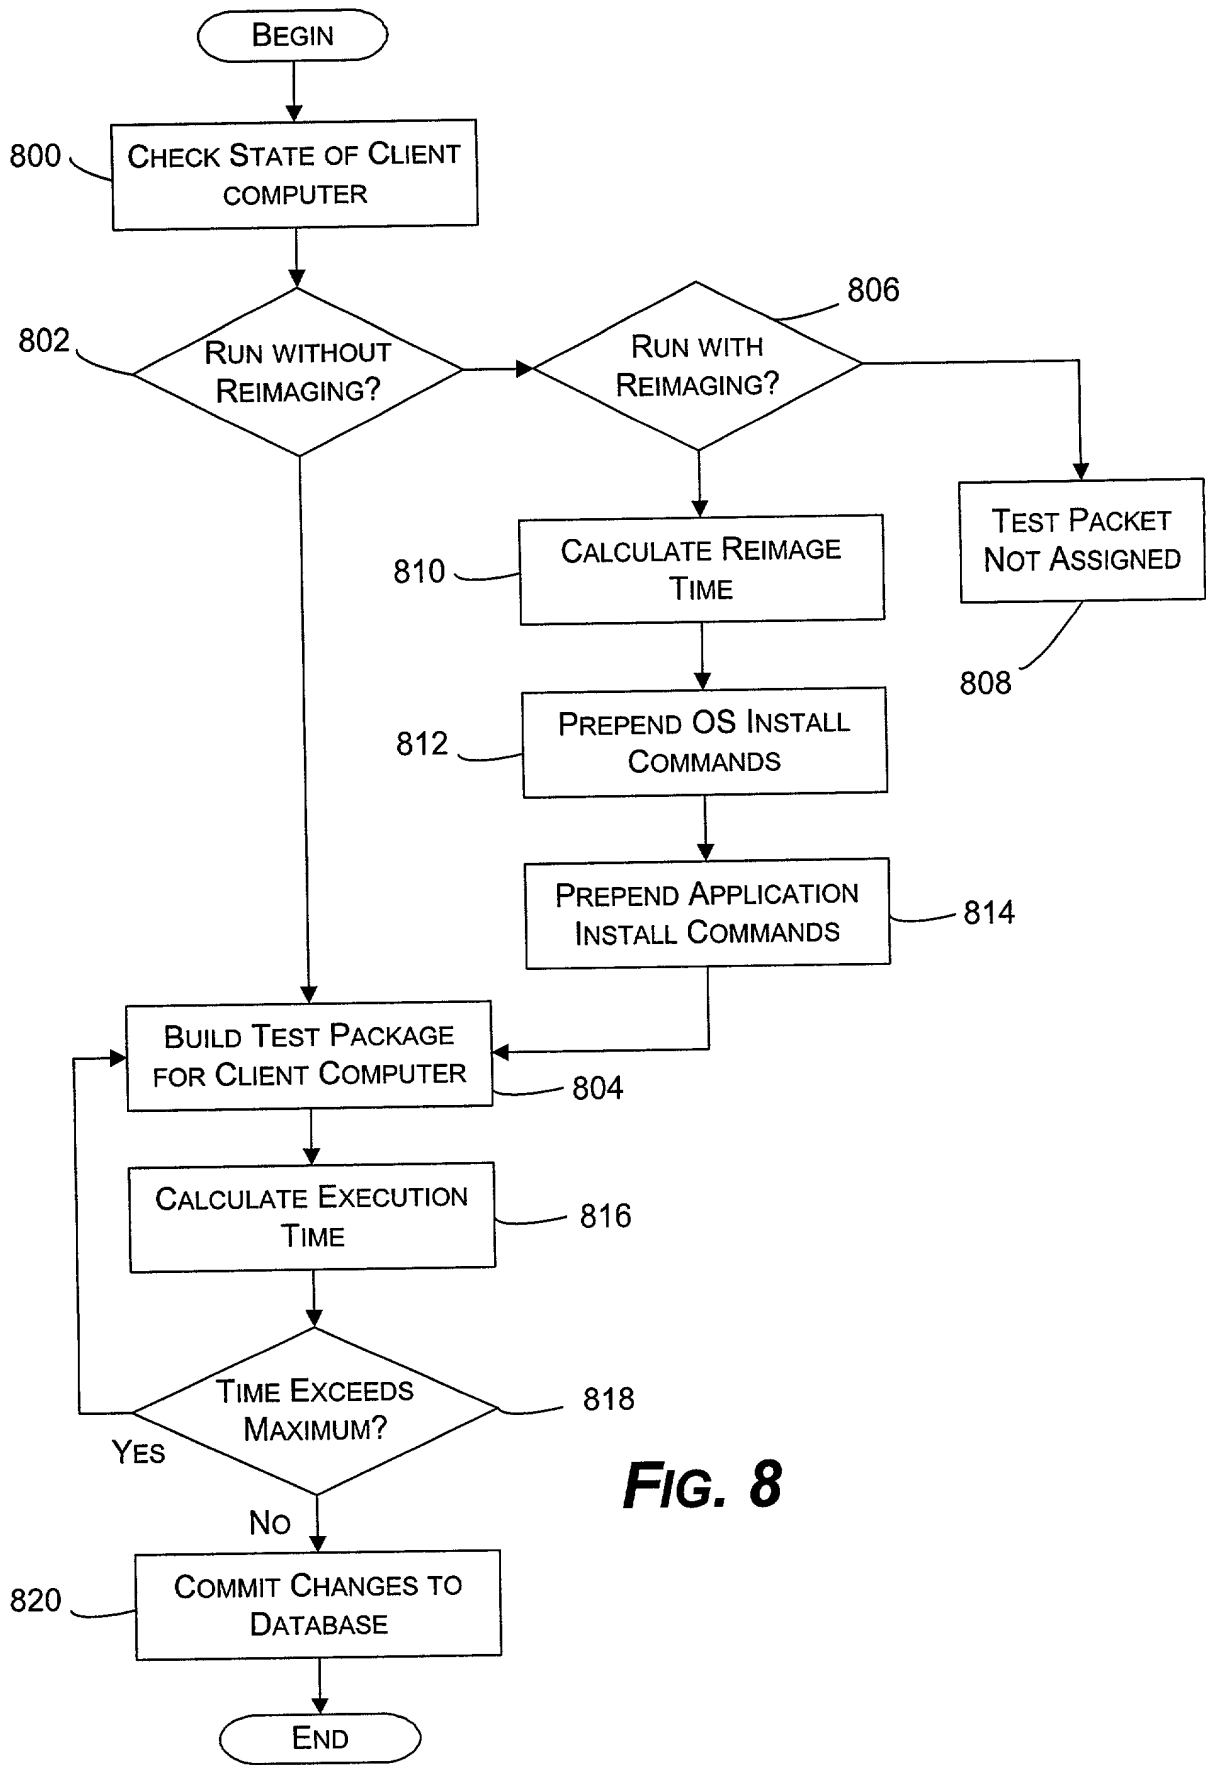 BEGIN
800
CHECK STATE OF CLIENT
COMPUTER
802
RUN WITHOUT
REIMAGING?
806
RUN WITH
REIMAGING?
TEST PACKET
NOT ASSIGNED
808
810
CALCULATE REIMAGE
TIME
812
PREPEND OS INSTALL
COMMANDS
PREPEND APPLICATION
INSTALL COMMANDS
814
BUILD TEST PACKAGE
FOR CLIENT COMPUTER
804
CALCULATE EXECUTION
TIME
816
TIME EXCEEDS
MAXIMUM?
818
YES
NO
FIG. 8
820
COMMIT CHANGES TO
DATABASE
END